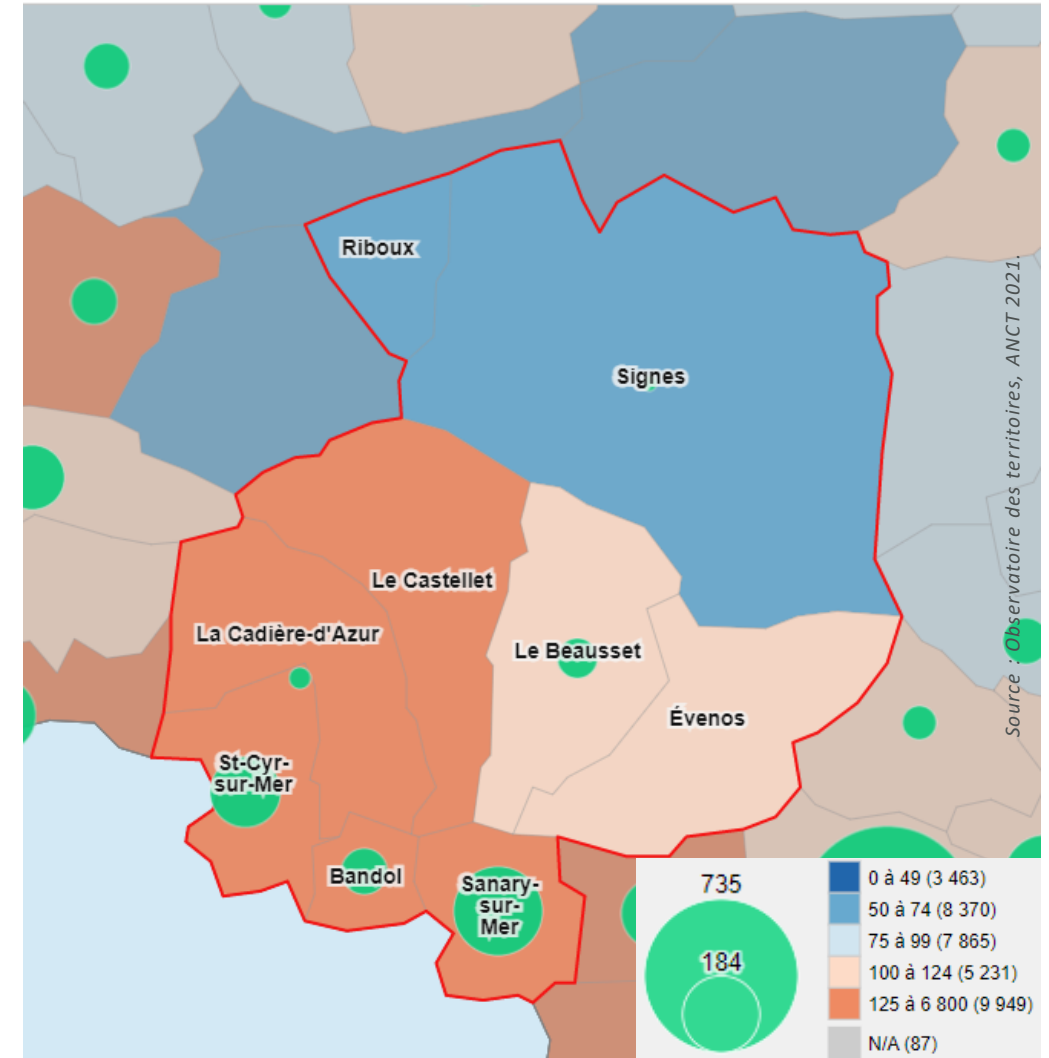 Riboux
Signes
Le Castellet
La Cadière-d'Azur
Le Beausset
Évenos
St-Cyr-
sur-Mer
Bandol
Sanary-
sur-
Mer
Source : Observatoire des territoires, ANCT 2021.
735
184
0 à 49 (3 463)
50 à 74 (8 370)
75 à 99 (7 865)
100 à 124 (5 231)
125 à 6 800 (9 949)
N/A (87)